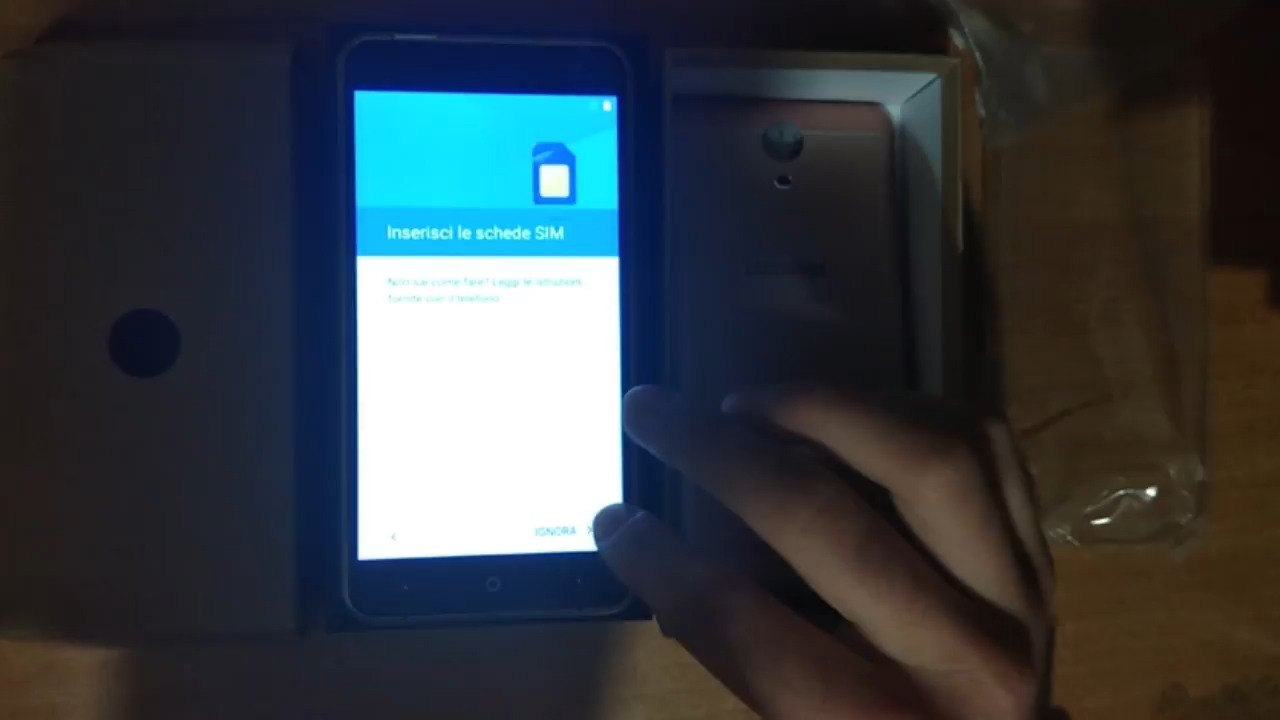 Inserisci le schede SIM
Non sai come fare? Leggi le istruzioni
fornite con il telefono.
IGNORA